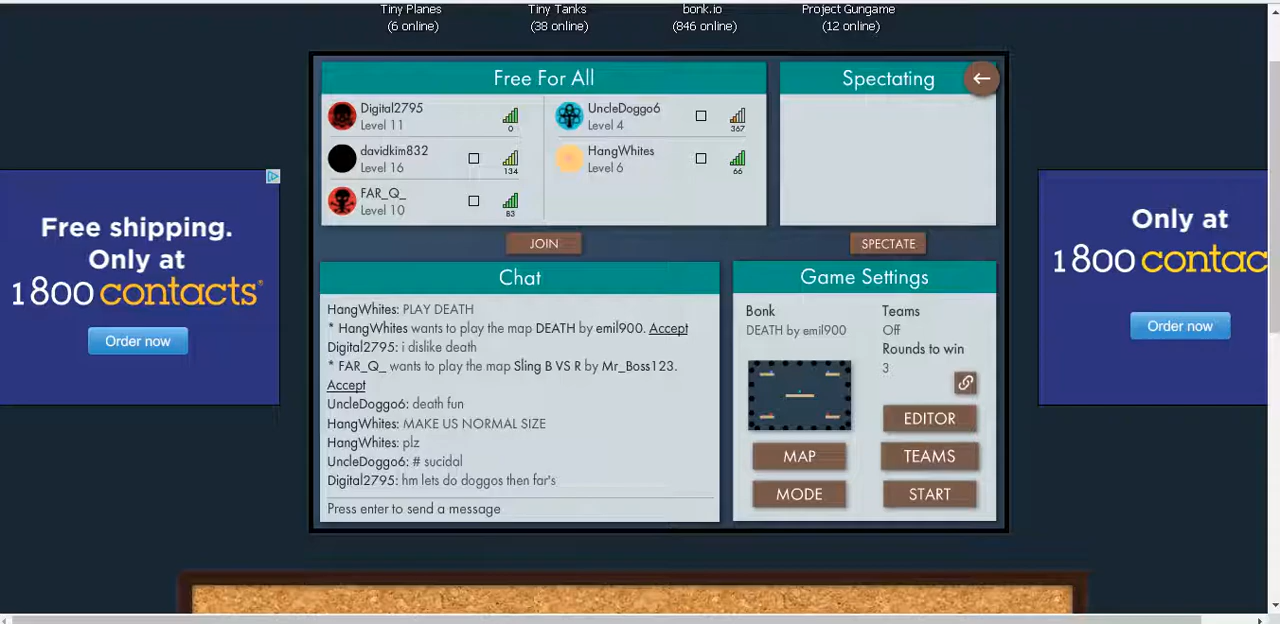 Tiny Planes
(6 online)
Tiny Tanks
(38 online)
bonk.io
(846 online)
Project Gungame
(12 online)
Free For All
Digital2795
Level 11
0
davidkim832
Level 16
134
FAR_Q_
Level 10
83
UncleDoggo6
Level 4
367
HangWhites
Level 6
66
Spectating
JOIN
SPECTATE
Free shipping.
Only at
1800 contacts
Order now
Chat
HangWhites: PLAY DEATH
* HangWhites wants to play the map DEATH by emil900. Accept
Digital2795: i dislike death
* FAR_Q_ wants to play the map Sling B VS R by Mr_Boss123.
Accept
UncleDoggo6: death fun
HangWhites: MAKE US NORMAL SIZE
HangWhites: plz
UncleDoggo6: # sucidal
Digital2795: hm lets do doggos then far's
Press enter to send a message
Game Settings
Bonk
DEATH by emil900
Teams
Off
Rounds to win
3
MAP
MODE
EDITOR
TEAMS
START
Only at
1800 contac
Order now